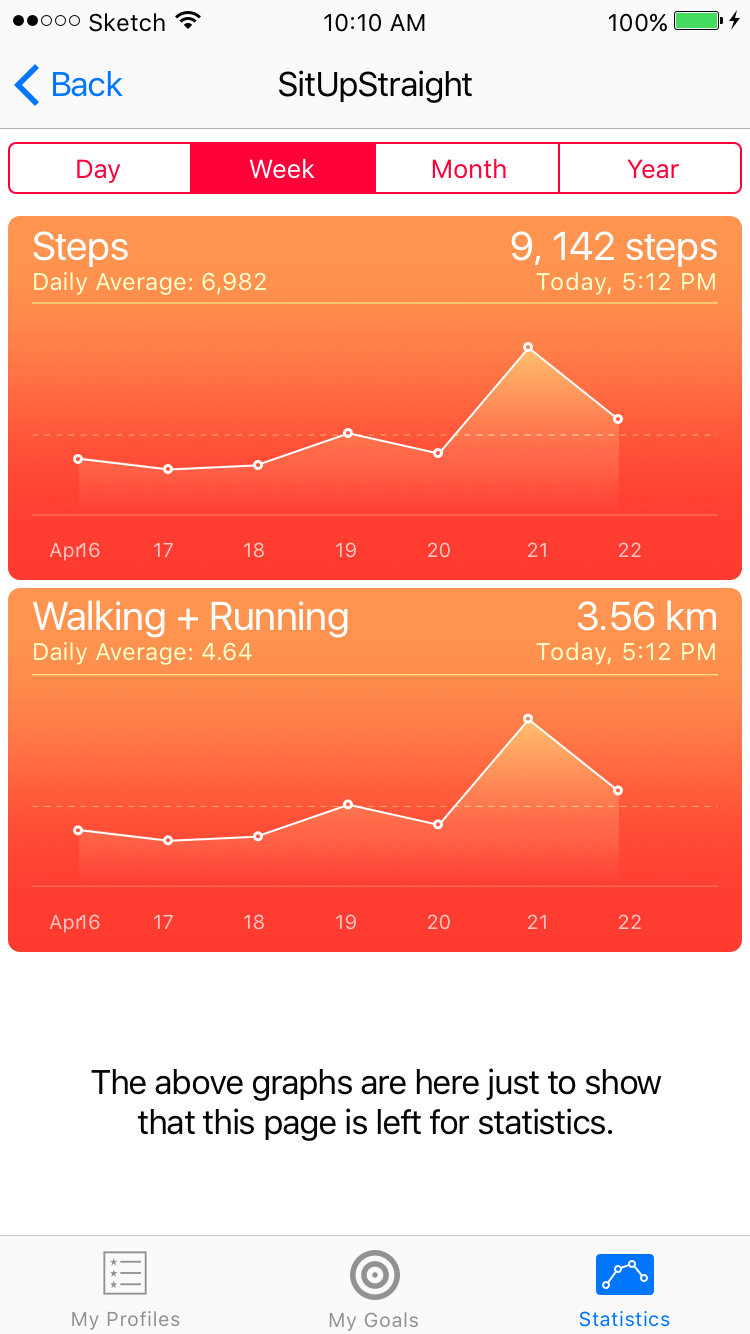 Sketch 10:10 AM 100%
Back SitUpStraight
Day Week Month Year
Steps 9, 142 steps
Daily Average: 6,982 Today, 5:12 PM
Apr16 17 18 19 20 21 22
Walking + Running 3.56 km
Daily Average: 4.64 Today, 5:12 PM
Apr16 17 18 19 20 21 22
The above graphs are here just to show
that this page is left for statistics.
My Profiles My Goals Statistics